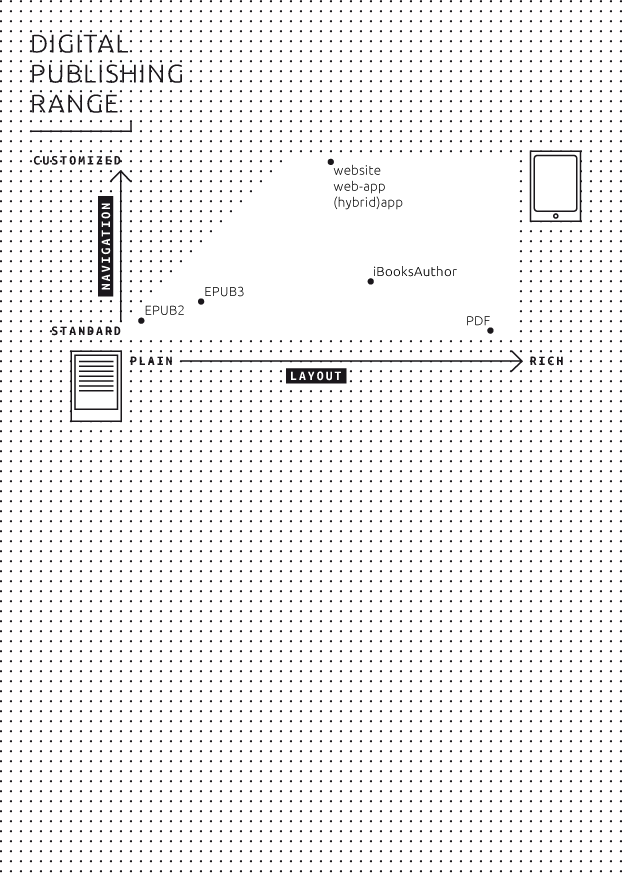 DIGITAL
PUBLISHING
RANGE
CUSTOMIZED
website
web-app
(hybrid)app
NAVIGATION
iBooksAuthor
EPUB3
EPUB2
PDF
STANDARD
PLAIN
RICH
LAYOUT